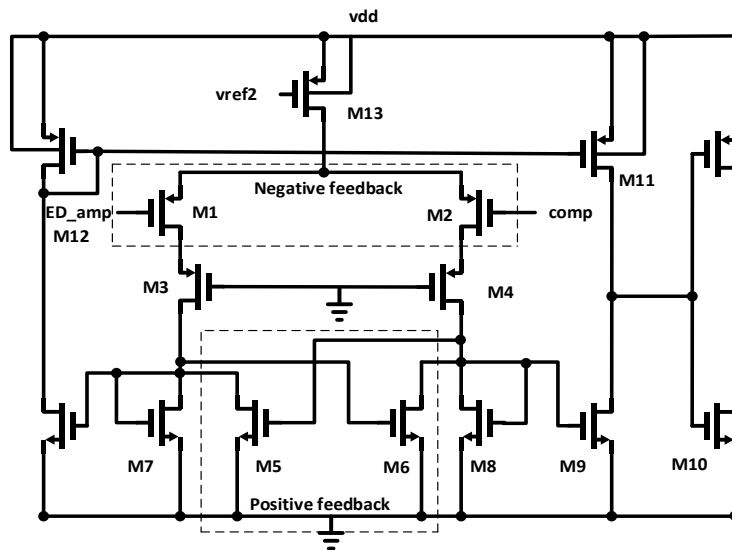 vdd
vref2
M13
Negative feedback
M11
ED_amp
M1
M2
comp
M12
M3
M4
M7
M5
M6
M8
M9
M10
Positive feedback